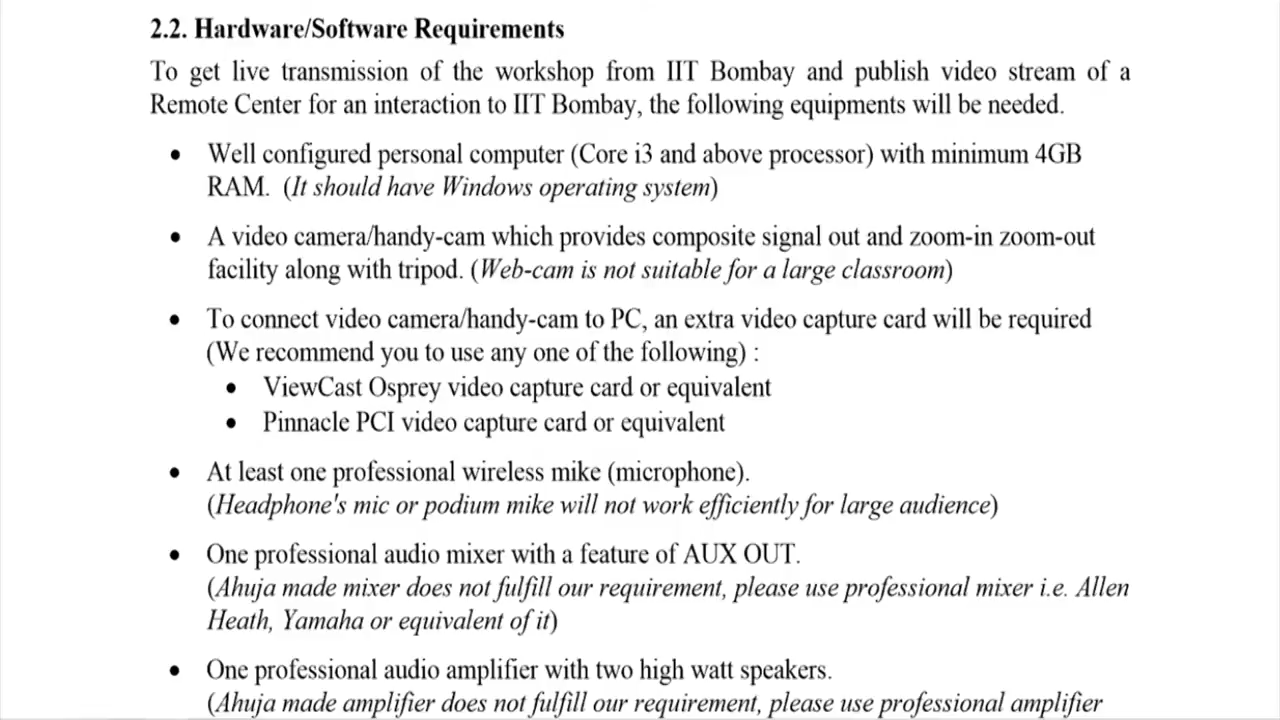 2.2. Hardware/Software Requirements
To get live transmission of the workshop from IIT Bombay and publish video stream of a
Remote Center for an interaction to IIT Bombay, the following equipments will be needed.
• Well configured personal computer (Core i3 and above processor) with minimum 4GB
RAM. (It should have Windows operating system)
• A video camera/handy-cam which provides composite signal out and zoom-in zoom-out
facility along with tripod. (Web-cam is not suitable for a large classroom)
• To connect video camera/handy-cam to PC, an extra video capture card will be required
(We recommend you to use any one of the following) :
• ViewCast Osprey video capture card or equivalent
• Pinnacle PCI video capture card or equivalent
• At least one professional wireless mike (microphone).
(Headphone's mic or podium mike will not work efficiently for large audience)
• One professional audio mixer with a feature of AUX OUT.
(Ahuja made mixer does not fulfill our requirement, please use professional mixer i.e. Allen
Heath, Yamaha or equivalent of it)
• One professional audio amplifier with two high watt speakers.
(Ahuja made amplifier does not fulfill our requirement, please use professional amplifier